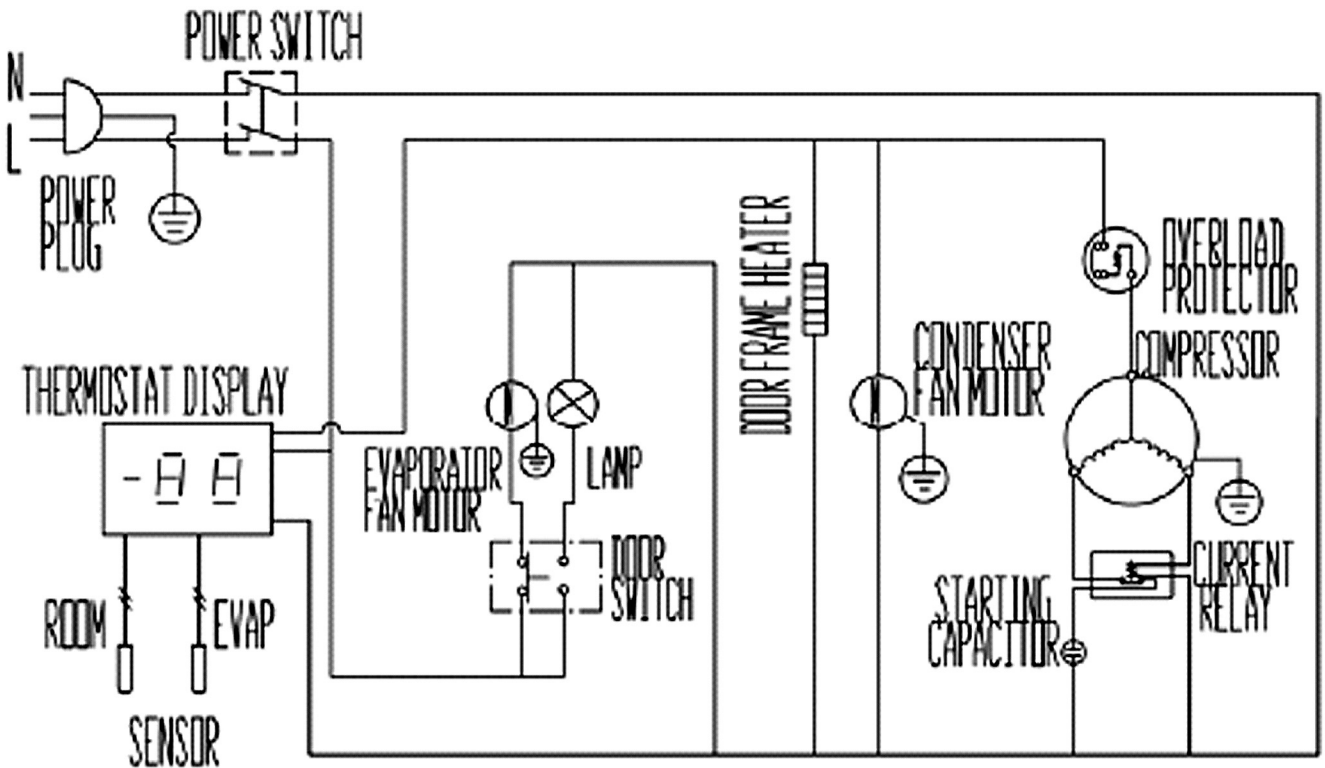 POWER SWITCH
N
L
POWER
PLUG
DOOR FRAME HEATER
OVERLOAD
PROTECTOR
CONDENSER
FAN MOTOR
COMPRESSOR
THERMOSTAT DISPLAY
-88
EVAPORATOR
FAN MOTOR
LAMP
DOOR
SWITCH
CURRENT
RELAY
STARTING
CAPACITOR
ROOM
EVAP
SENSOR